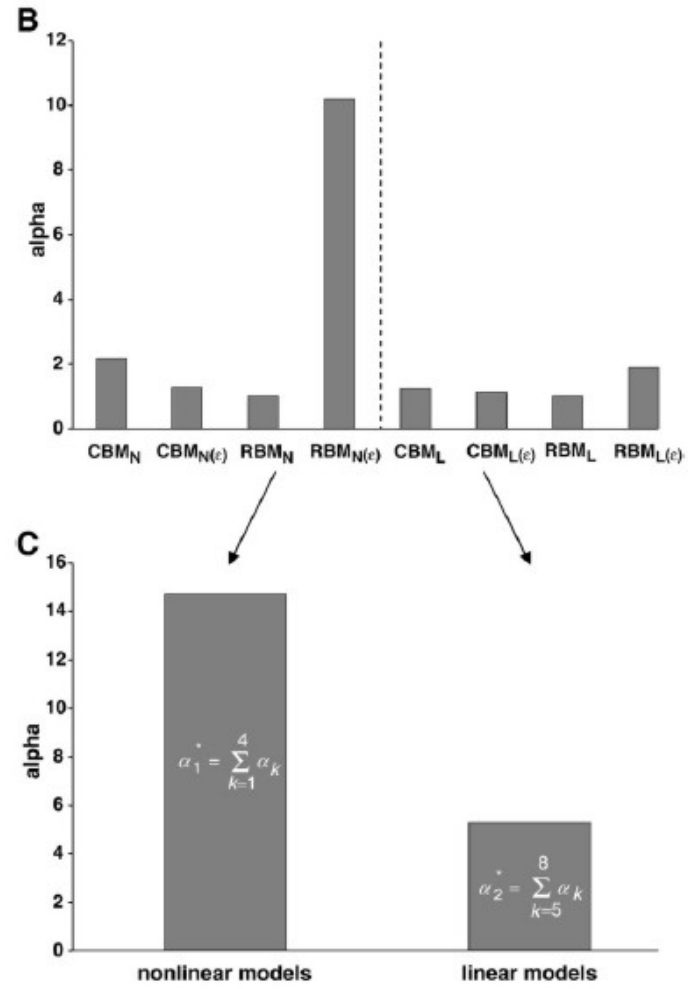 B
12
10
8
6
4
2
0
alpha
CBM_N CBM_N(ε) RBM_N RBM_N(ε) CBM_L CBM_L(ε) RBM_L RBM_L(ε)
C
16
14
12
10
8
6
4
2
0
alpha
α*_1 = 4∑k=1 α_k
α*_2 = 8∑k=5 α_k
nonlinear models linear models